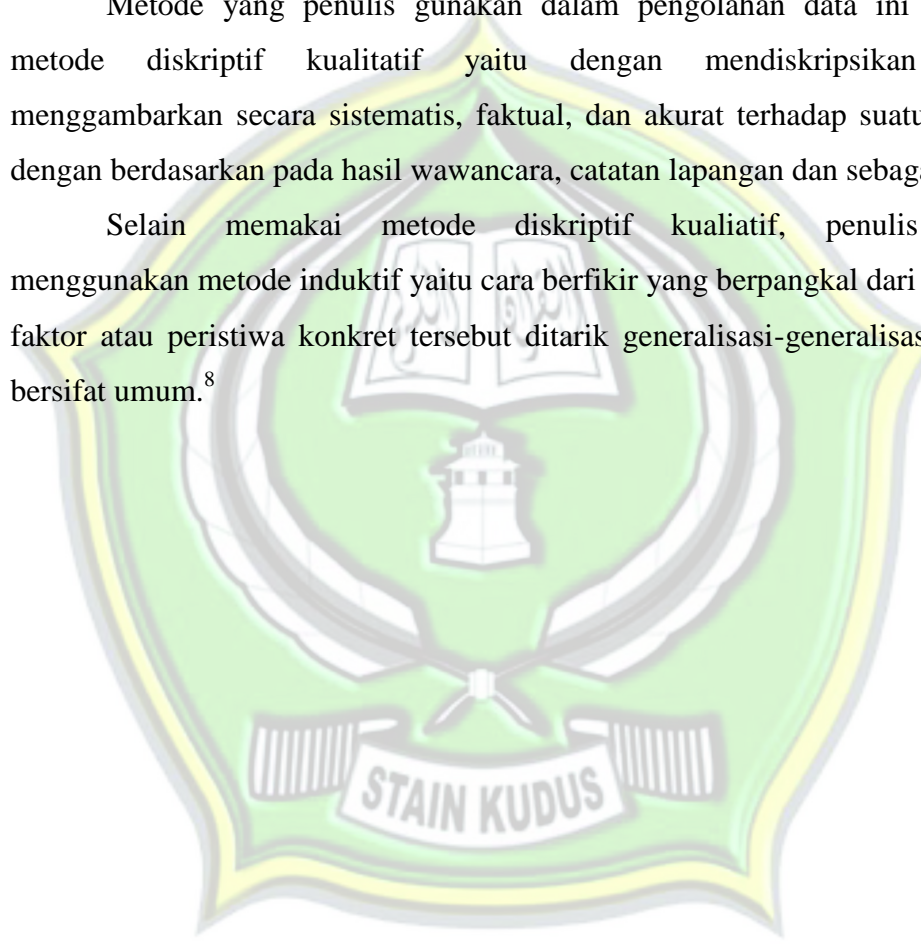 Metode yang penulis gunakan dalam pengolahan data ini
metode diskriptif kualitatif yaitu dengan mendiskripsikan
menggambarkan secara sistematis, faktual, dan akurat terhadap suatu
dengan berdasarkan pada hasil wawancara, catatan lapangan dan sebaga
Selain memakai metode diskriptif kualiatif, penulis
menggunakan metode induktif yaitu cara berfikir yang berpangkal dari
faktor atau peristiwa konkret tersebut ditarik generalisasi-generalisas
bersifat umum.⁸
STAIN KUDUS